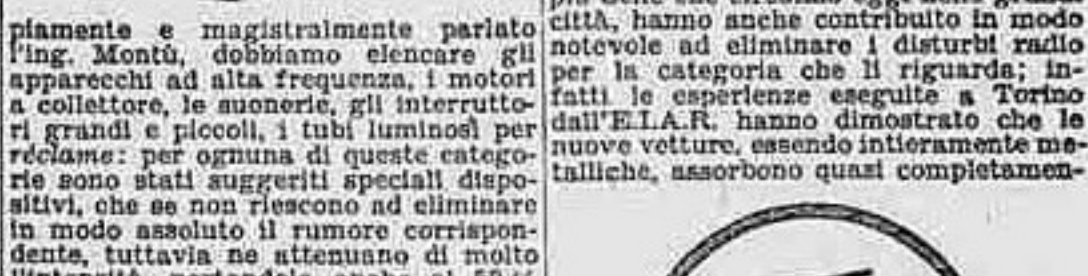 piamente e magistralmente parlato
l'ing. Montù, dobbiamo elencare gli
apparecchi ad alta frequenza, i motori
a collettore, le suonerie, gli interrutto-
ri grandi e piccoli, i tubi luminosi per
réclame: per ognuna di queste catego-
rie sono stati suggeriti speciali dispo-
sitivi, che se non riescono ad eliminare
in modo assoluto il rumore corrispon-
dente, tuttavia ne attenuano di molto
città, hanno anche contribuito in modo
notevole ad eliminare i disturbi radio
per la categoria che li riguarda; in-
fatti le esperienze eseguite a Torino
dall'E.I.A.R. hanno dimostrato che le
nuove vetture, essendo intieramente me-
talliche, assorbono quasi completamen-